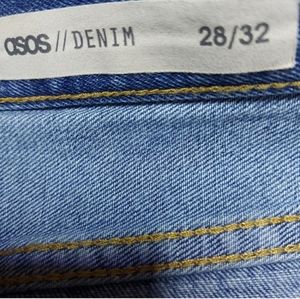 asos // DENIM 28/32